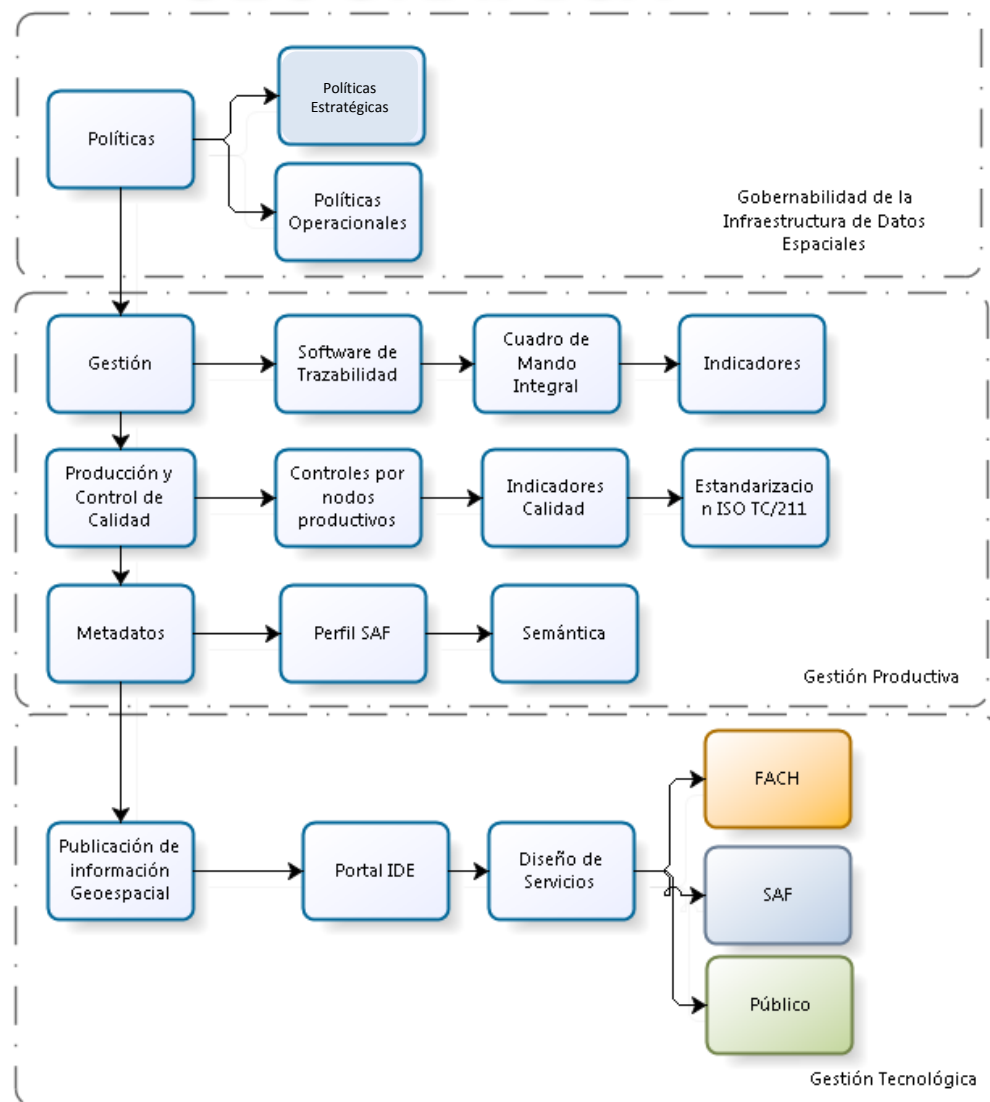 Políticas
Estratégicas
Políticas
Políticas
Operacionales
Gobernabilidad de la
Infraestructura de Datos
Espaciales
Gestión
Software de
Trazabilidad
Cuadro de
Mando
Integral
Indicadores
Producción y
Control de
Calidad
Controles por
nodos
productivos
Indicadores
Calidad
Estandarizacio
n ISO TC/211
Metadatos
Perfil SAF
Semántica
Gestión Productiva
Publicación de
información
Geoespacial
Portal IDE
Diseño de
Servicios
FACH
SAF
Público
Gestión Tecnológica